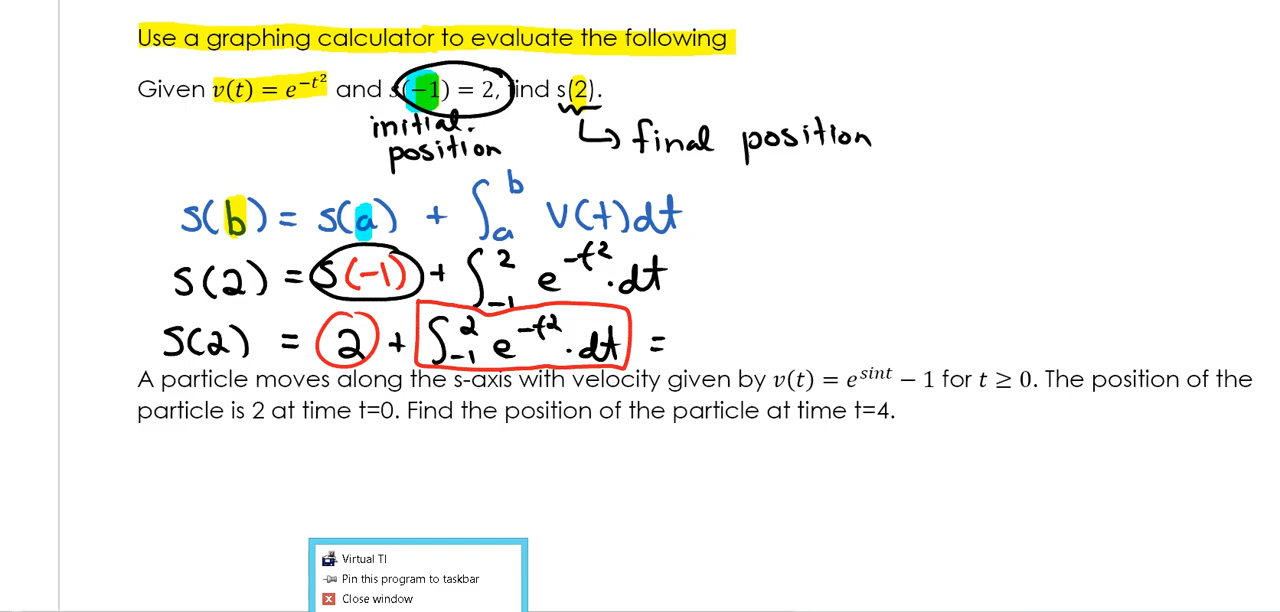 Use a graphing calculator to evaluate the following
Given v(t) = e^{-t^2} and s(-1) = 2, find s(2).
initial position
↳ final position
s(b) = s(a) + ∫_a^b v(t)dt
s(2) = s(-1) + ∫_{-1}^2 e^{-t^2}·dt
s(2) = 2 + ∫_{-1}^2 e^{-t^2}·dt =
A particle moves along the s-axis with velocity given by v(t) = e^{sint} − 1 for t ≥ 0. The position of the
particle is 2 at time t=0. Find the position of the particle at time t=4.
Virtual TI
Pin this program to taskbar
Close window